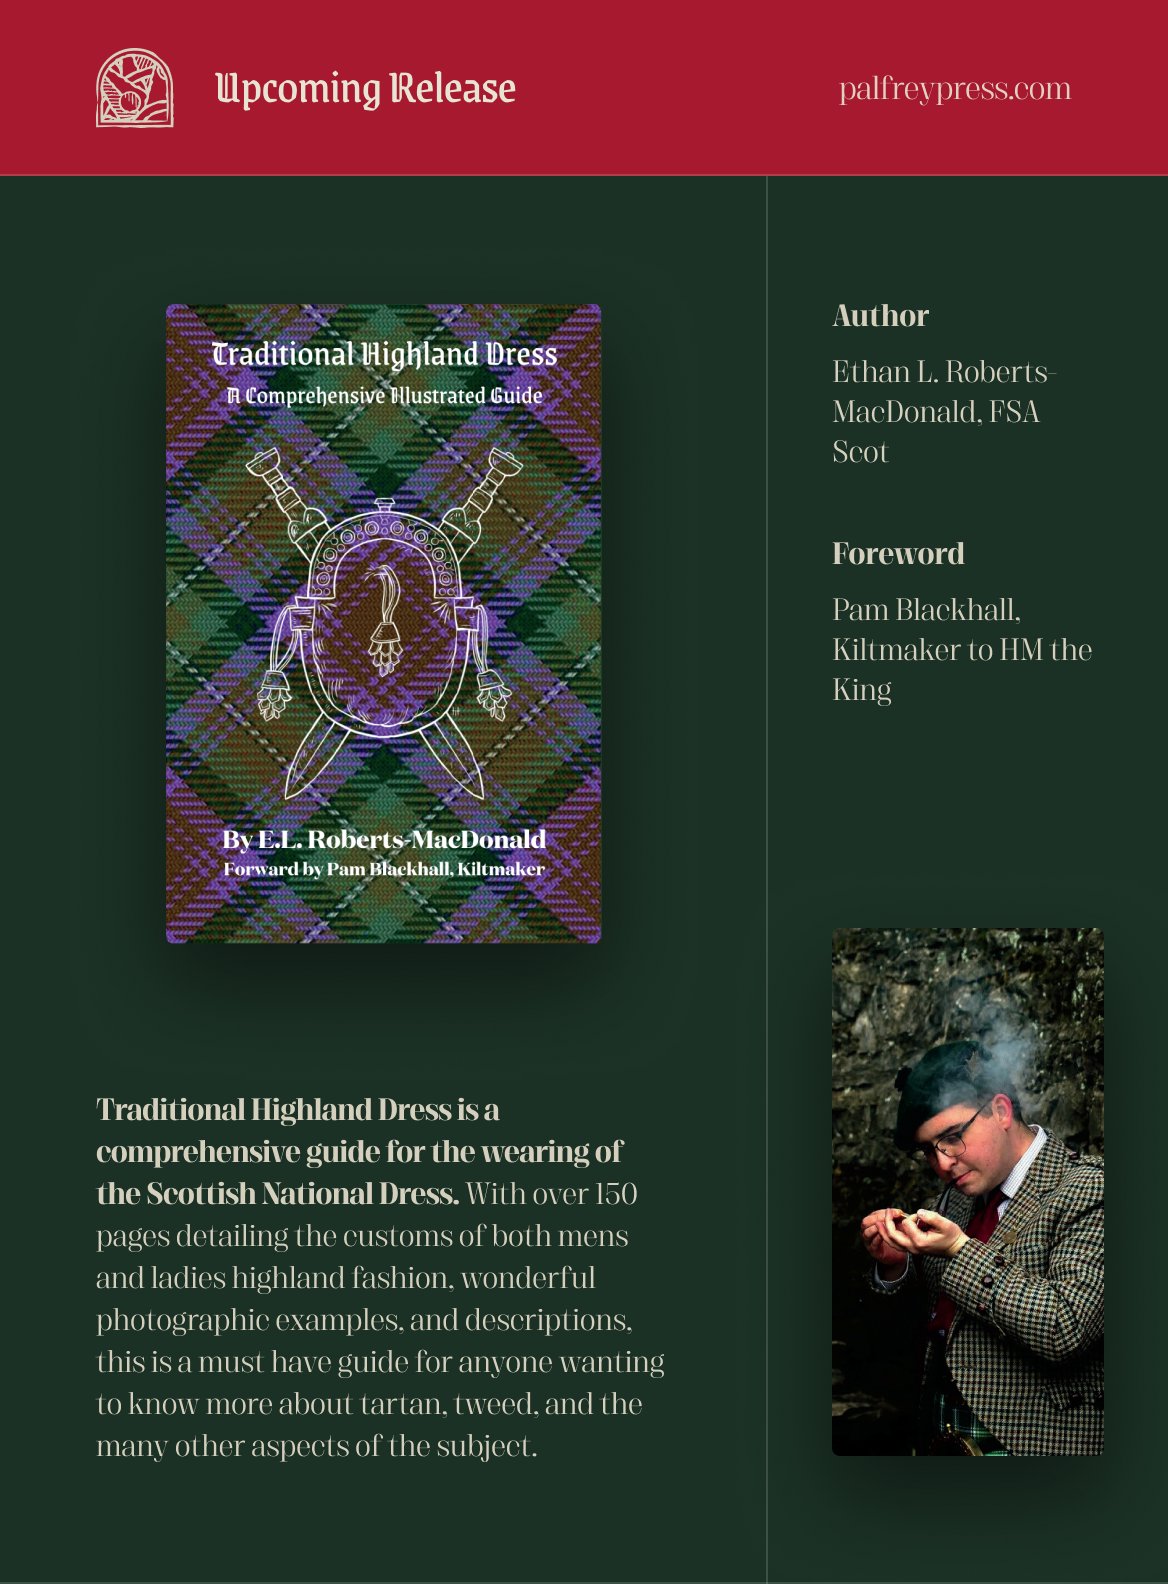 Upcoming Release
palfreypress.com
Traditional Highland Dress
A Comprehensive Illustrated Guide
By E.L. Roberts-MacDonald
Forward by Pam Blackhall, Kiltmaker
Traditional Highland Dress is a
comprehensive guide for the wearing of
the Scottish National Dress. With over 150
pages detailing the customs of both mens
and ladies highland fashion, wonderful
photographic examples, and descriptions,
this is a must have guide for anyone wanting
to know more about tartan, tweed, and the
many other aspects of the subject.
Author
Ethan L. Roberts-
MacDonald, FSA
Scot
Foreword
Pam Blackhall,
Kiltmaker to HM the
King